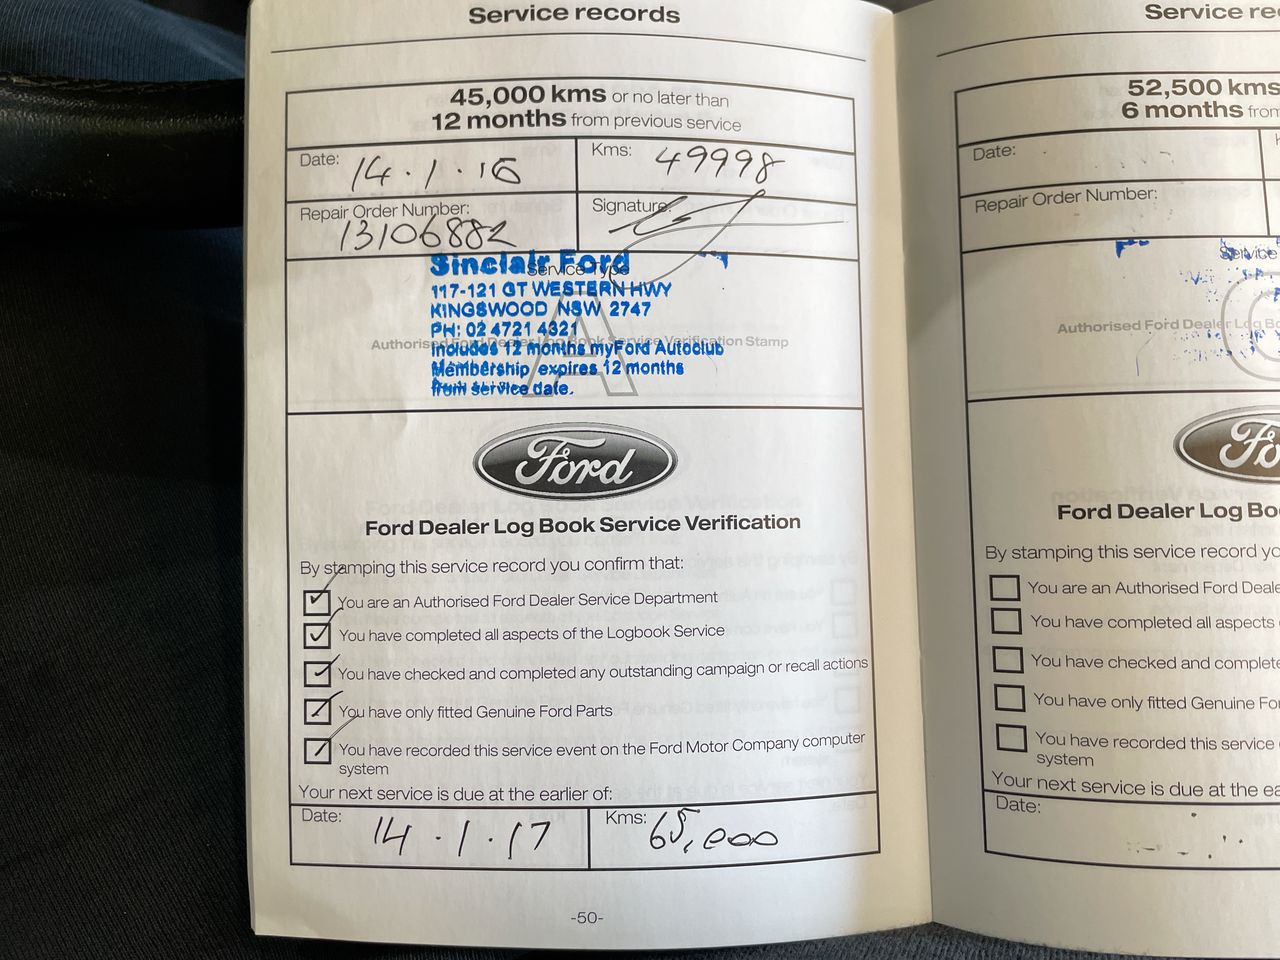 Service records
45,000 kms or no later than
12 months from previous service
Date: 14.1.16
Kms: 49998
Repair Order Number: 13106882
Signature:
Sinclair Ford
Service Type
117-121 GT WESTERN HWY
KINGSWOOD NSW 2747
PH: 02 4721 4321
Authorised Ford Dealer Log Book Service Verification Stamp
Includes 12 months myFord Autoclub
Membership expires 12 months
from service date.
A
Ford
Ford Dealer Log Book Service Verification
By stamping this service record you confirm that:
You are an Authorised Ford Dealer Service Department
You have completed all aspects of the Logbook Service
You have checked and completed any outstanding campaign or recall actions
You have only fitted Genuine Ford Parts
You have recorded this service event on the Ford Motor Company computer
system
Your next service is due at the earlier of:
Date: 14.1.17
Kms: 65,000
-50-
Service re
52,500 kms
6 months from
Date:
Repair Order Number:
Service
Authorised Ford Dealer Log Bo
Fo
Ford Dealer Log Bo
By stamping this service record yo
You are an Authorised Ford Deale
You have completed all aspects
You have checked and complete
You have only fitted Genuine Fo
You have recorded this service
system
Your next service is due at the ea
Date: